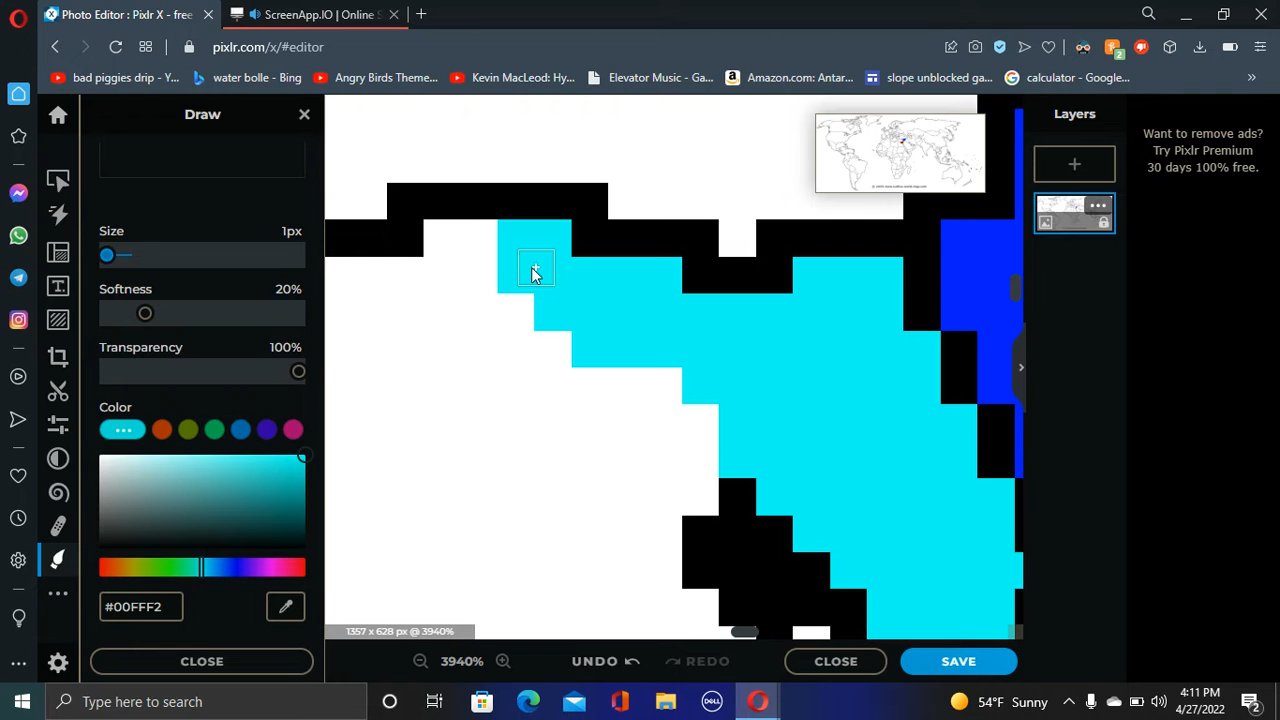 Photo Editor : Pixlr X - free
ScreenApp.IO | Online S
pixlr.com/x/#editor
bad piggies drip - Y...
water bolle - Bing
Angry Birds Theme...
Kevin MacLeod: Hy...
Elevator Music - Ga...
Amazon.com: Antar...
slope unblocked ga...
calculator - Google...
2
Draw
Layers
Want to remove ads?
Try Pixlr Premium
30 days 100% free.
Size
1px
Softness
20%
Transparency
100%
Color
#00FFF2
CLOSE
1357 x 628 px @ 3940%
3940%
UNDO
REDO
CLOSE
SAVE
Type here to search
DELL
54°F Sunny
4:11 PM
4/27/2022
2